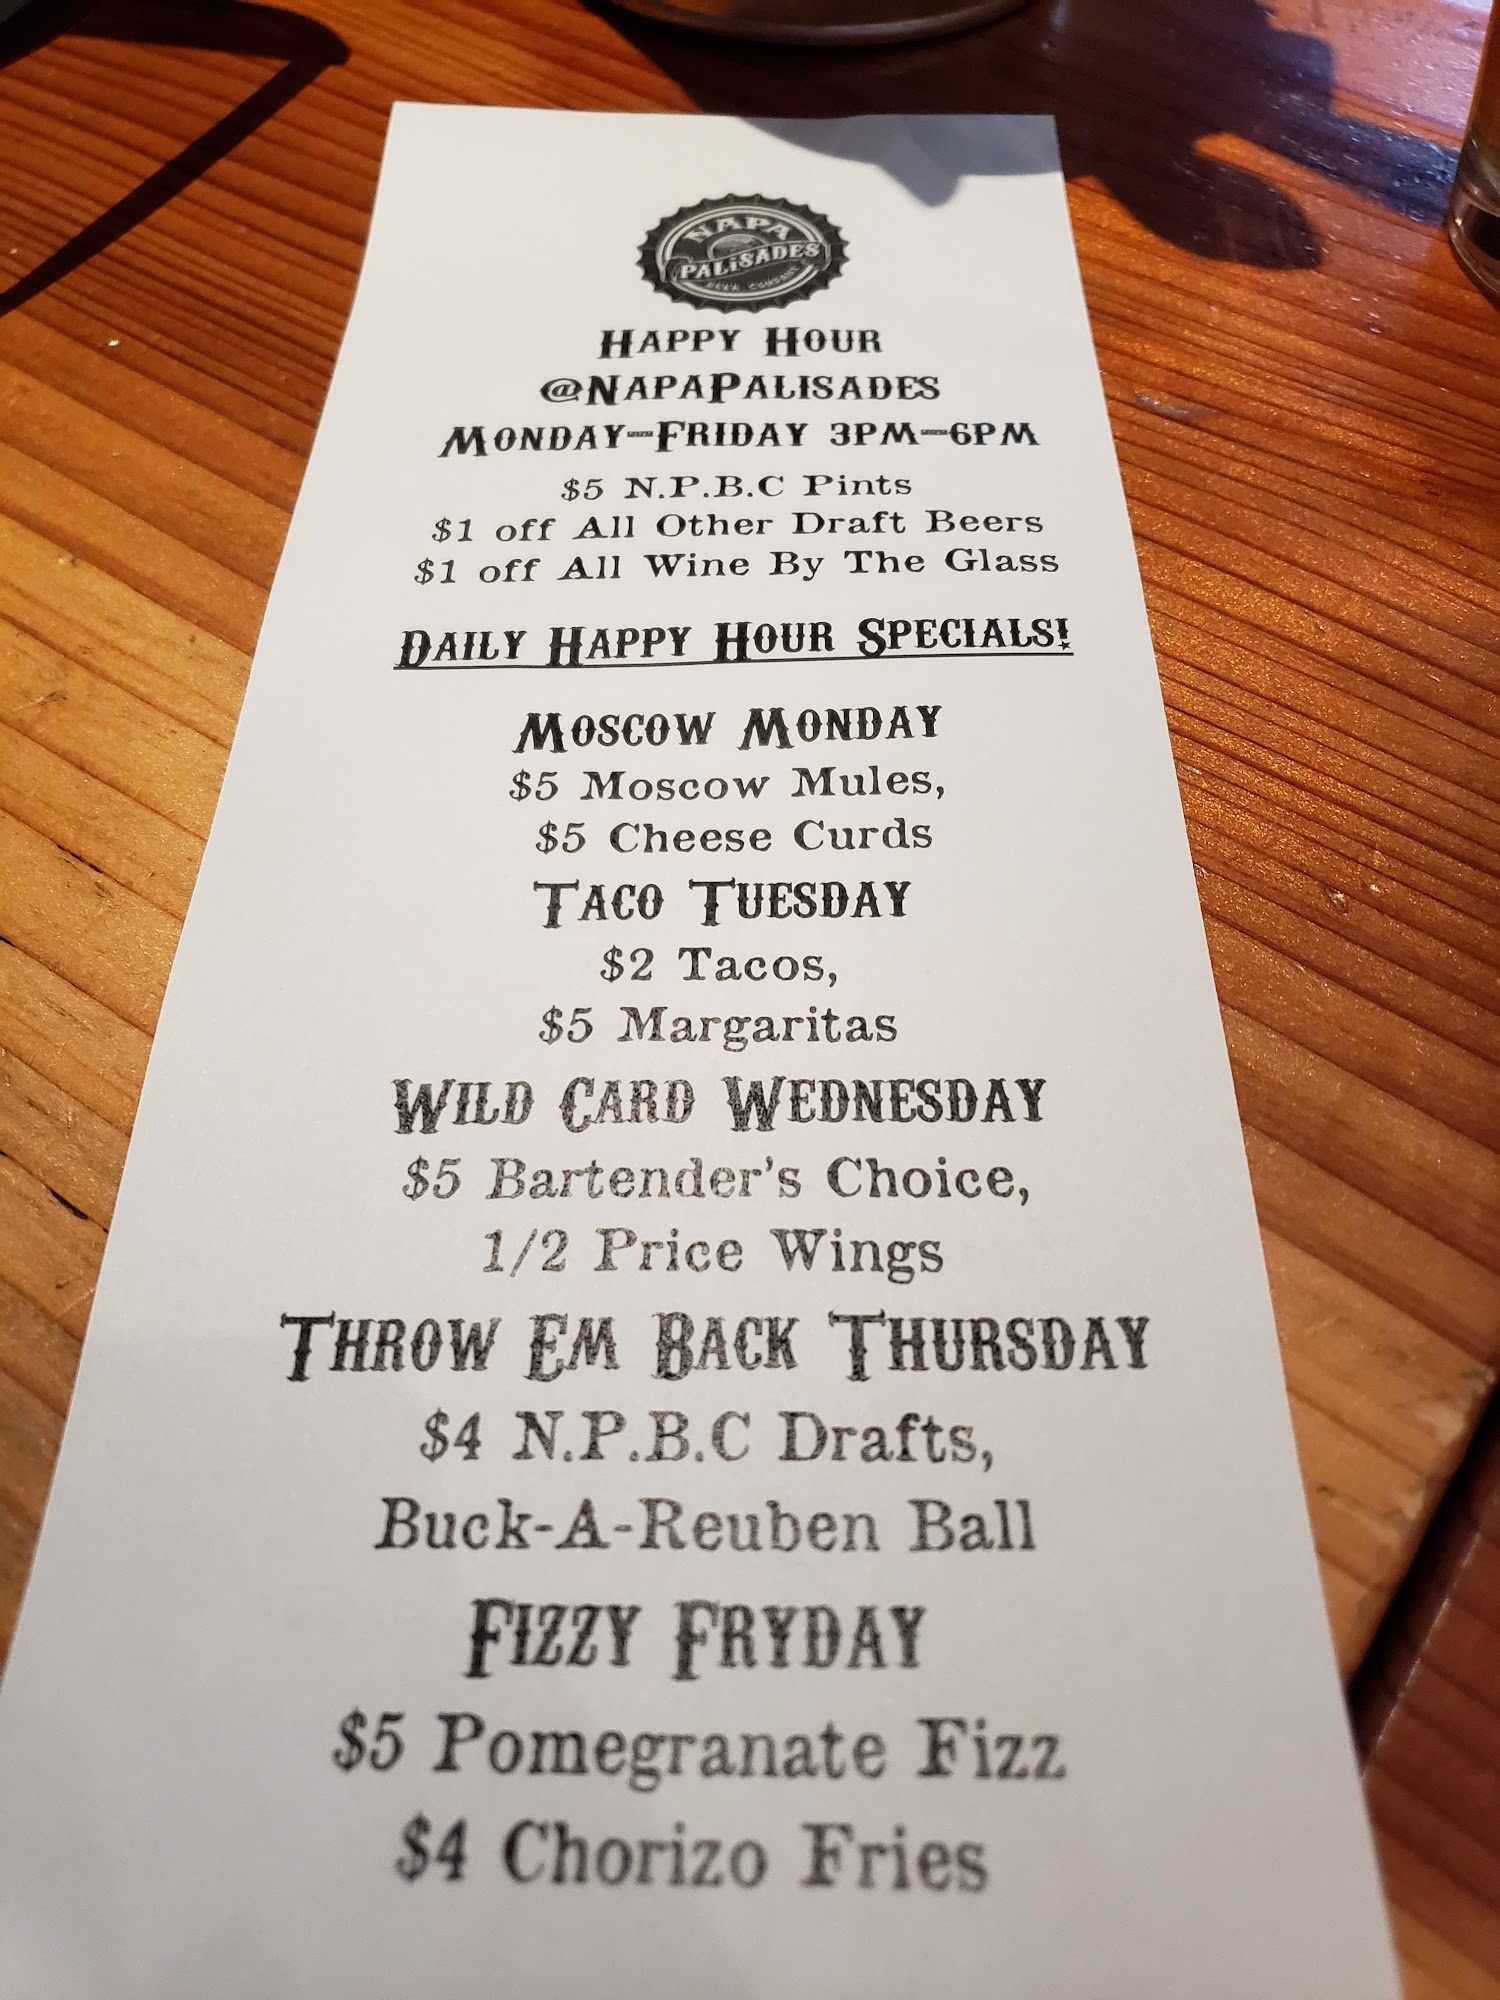 NAPA
PALiSADES
BEER COMPANY
HAPPY HOUR
@NAPAPALISADES
MONDAY-FRIDAY 3PM-6PM
$5 N.P.B.C Pints
$1 off All Other Draft Beers
$1 off All Wine By The Glass
DAILY HAPPY HOUR SPECIALS!
MOSCOW MONDAY
$5 Moscow Mules,
$5 Cheese Curds
TACO TUESDAY
$2 Tacos,
$5 Margaritas
WILD CARD WEDNESDAY
$5 Bartender's Choice,
1/2 Price Wings
THROW EM BACK THURSDAY
$4 N.P.B.C Drafts,
Buck-A-Reuben Ball
FIZZY FRYDAY
$5 Pomegranate Fizz
$4 Chorizo Fries